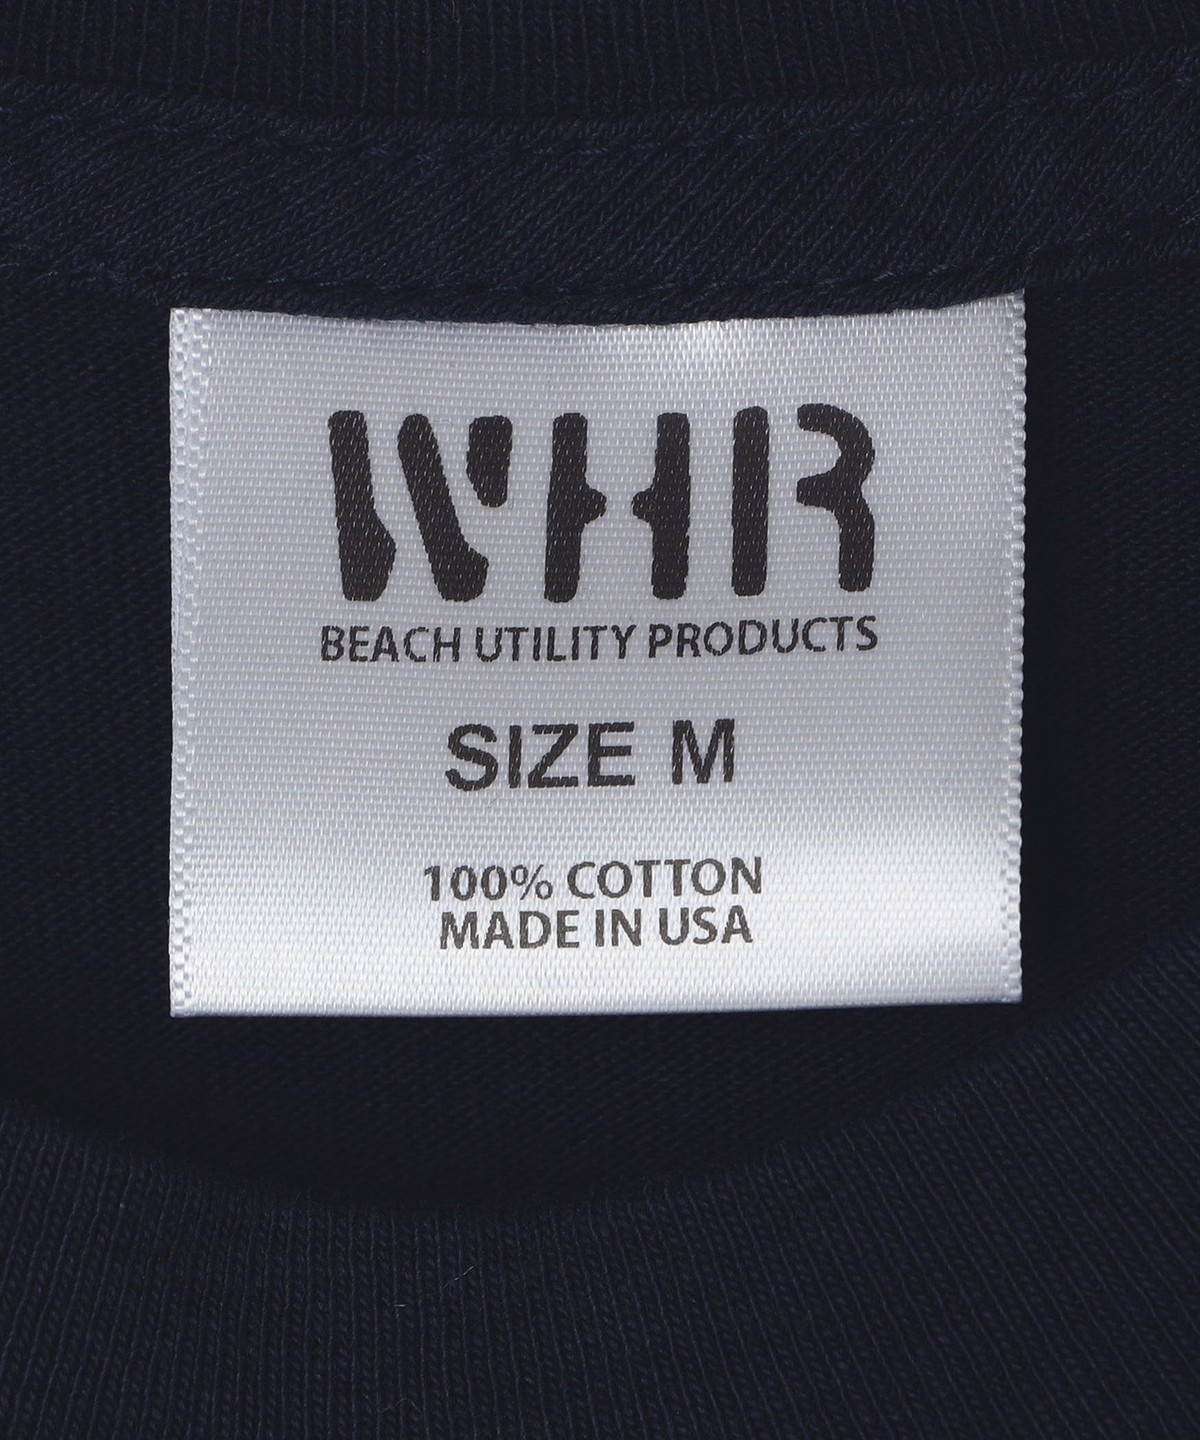 WHR
BEACH UTILITY PRODUCTS
SIZE M
100% COTTON
MADE IN USA